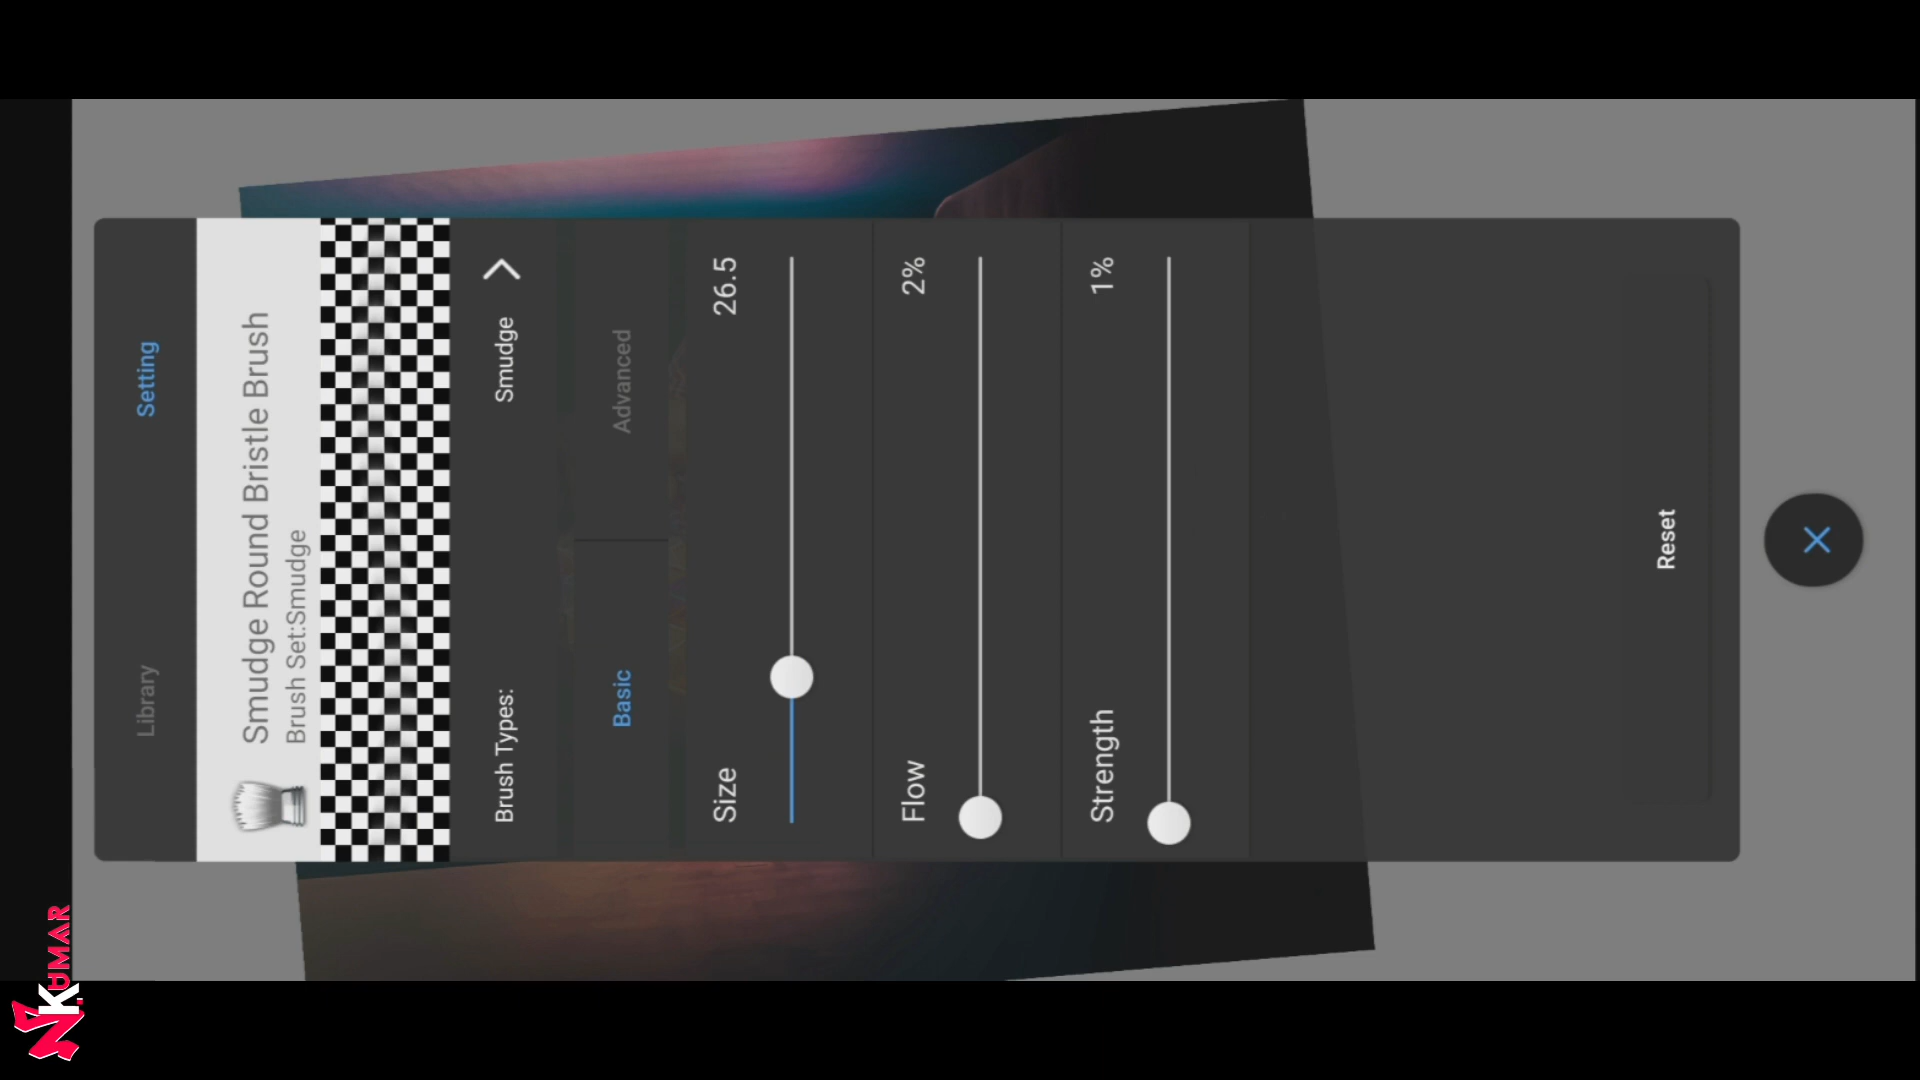 Library Setting
Smudge Round Bristle Brush
Brush Set:Smudge
Brush Types: Smudge
Basic Advanced
Size 26.5
Flow 2%
Strength 1%
Reset
KUMAR